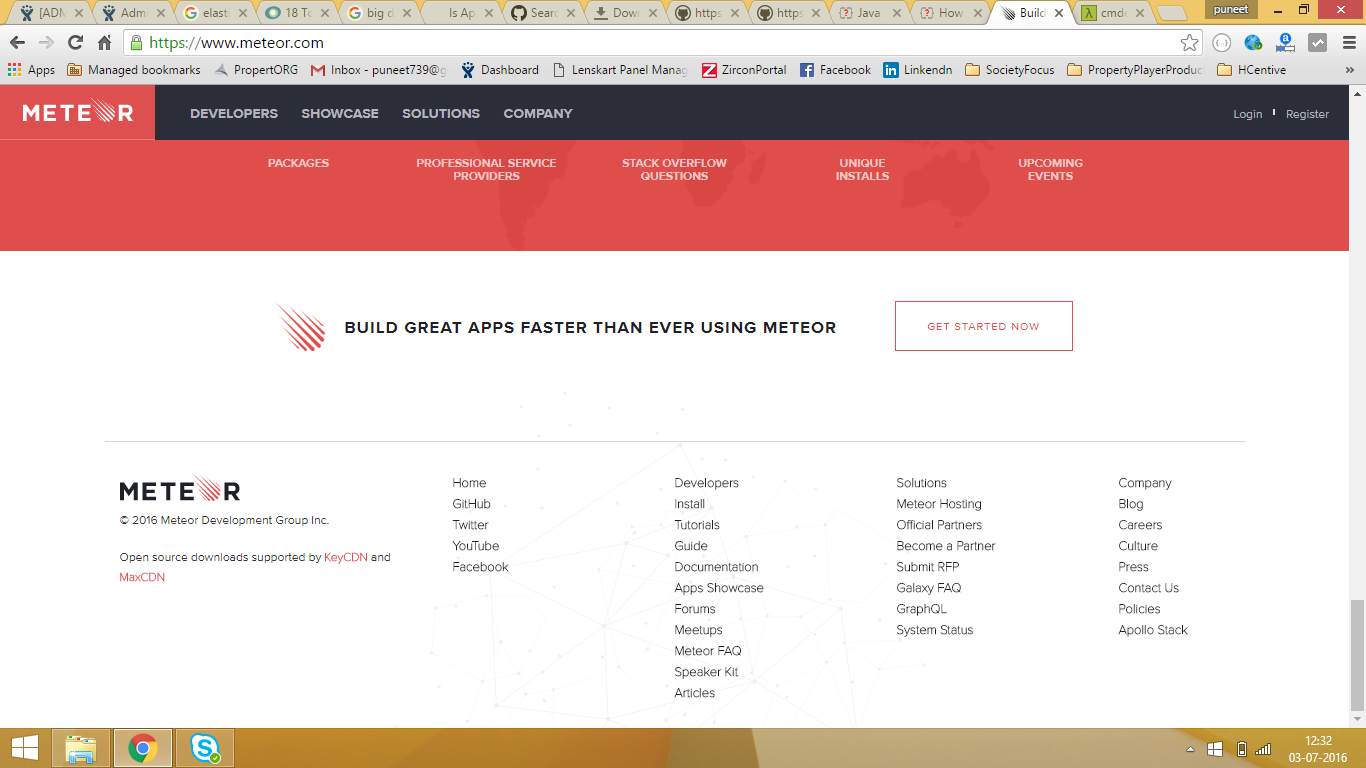 [ADM
Adm
elast
18 To
big d
Is Ap
Searc
Down
https
https
Java
How
Build
cmde
puneet
https://www.meteor.com
Apps
Managed bookmarks
PropertORG
Inbox - puneet739@g
Dashboard
Lenskart Panel Manag
ZirconPortal
Facebook
Linkendn
SocietyFocus
PropertyPlayerProduc
HCentive
»
METEOR
DEVELOPERS
SHOWCASE
SOLUTIONS
COMPANY
Login
Register
PACKAGES
PROFESSIONAL SERVICE
PROVIDERS
STACK OVERFLOW
QUESTIONS
UNIQUE
INSTALLS
UPCOMING
EVENTS
BUILD GREAT APPS FASTER THAN EVER USING METEOR
GET STARTED NOW
METEOR
© 2016 Meteor Development Group Inc.
Open source downloads supported by KeyCDN and
MaxCDN
Home
GitHub
Twitter
YouTube
Facebook
Developers
Install
Tutorials
Guide
Documentation
Apps Showcase
Forums
Meetups
Meteor FAQ
Speaker Kit
Articles
Solutions
Meteor Hosting
Official Partners
Become a Partner
Submit RFP
Galaxy FAQ
GraphQL
System Status
Company
Blog
Careers
Culture
Press
Contact Us
Policies
Apollo Stack
12:32
03-07-2016